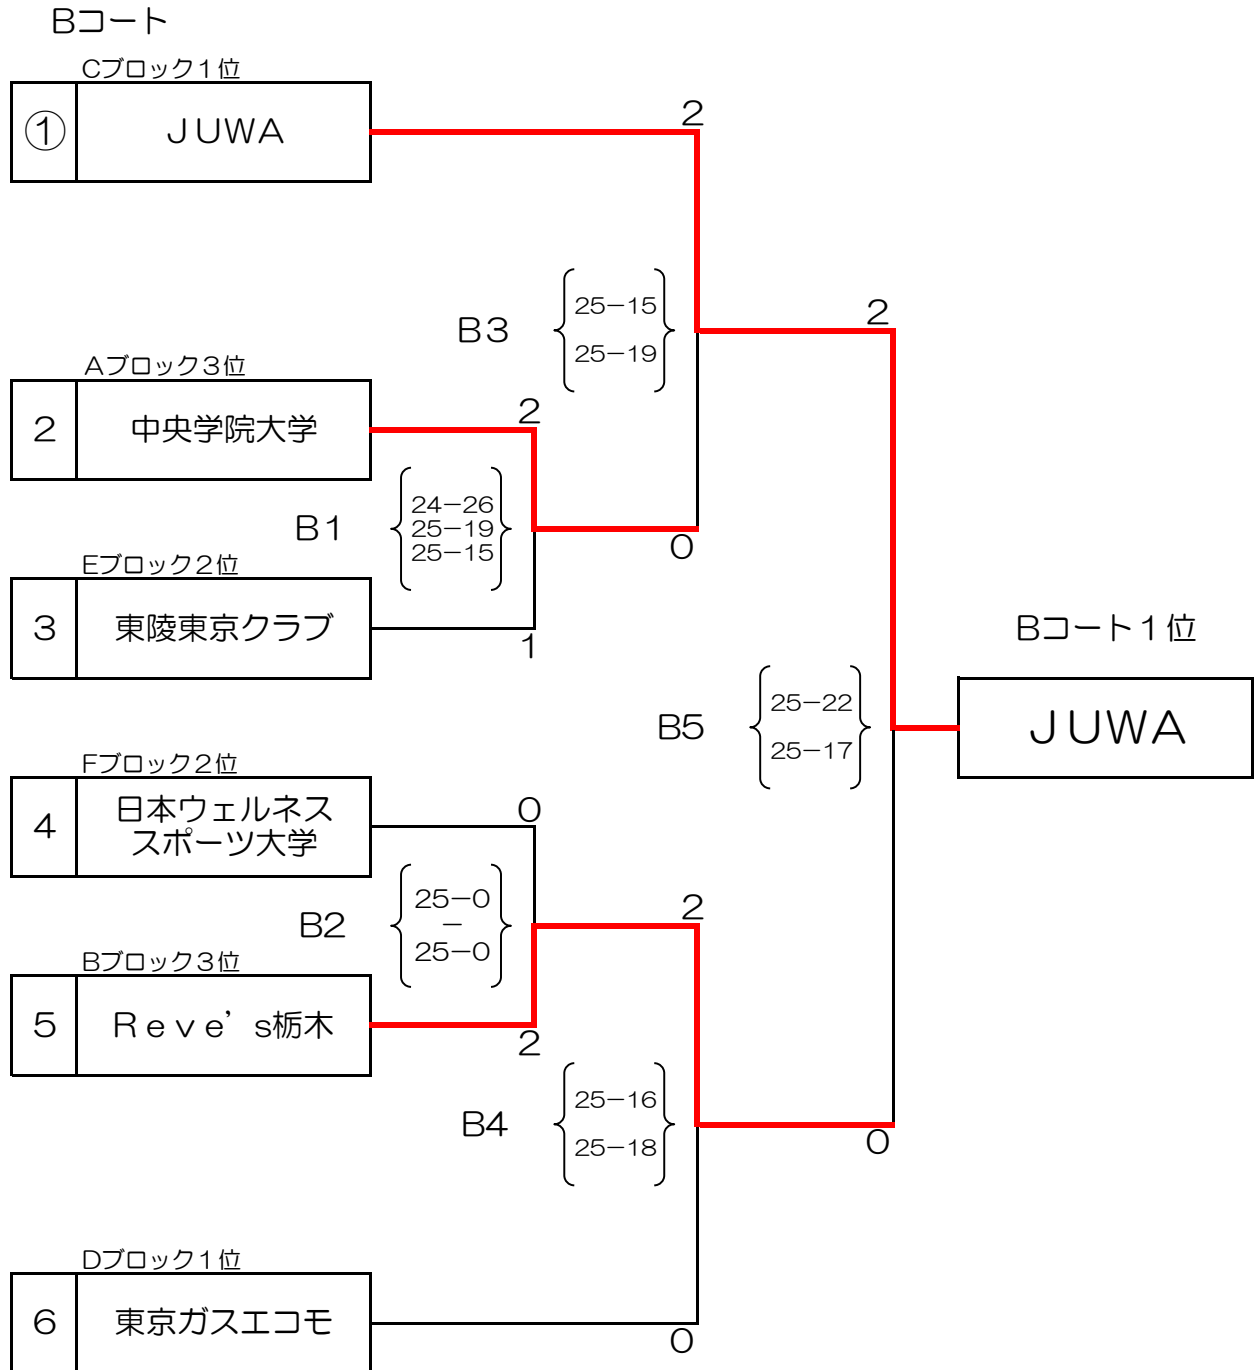 Bコート
Cブロック1位
① JUWA
2
B3
25-15
25-19
2
Aブロック3位
2 中央学院大学
2
B1
24-26
25-19
25-15
0
Eブロック2位
3 東陵東京クラブ
1
Bコート1位
JUWA
B5
25-22
25-17
Fブロック2位
4 日本ウェルネス
スポーツ大学
0
B2
25-0
-
25-0
2
Bブロック3位
5 Reve’s栃木
2
B4
25-16
25-18
0
Dブロック1位
6 東京ガスエコモ
0